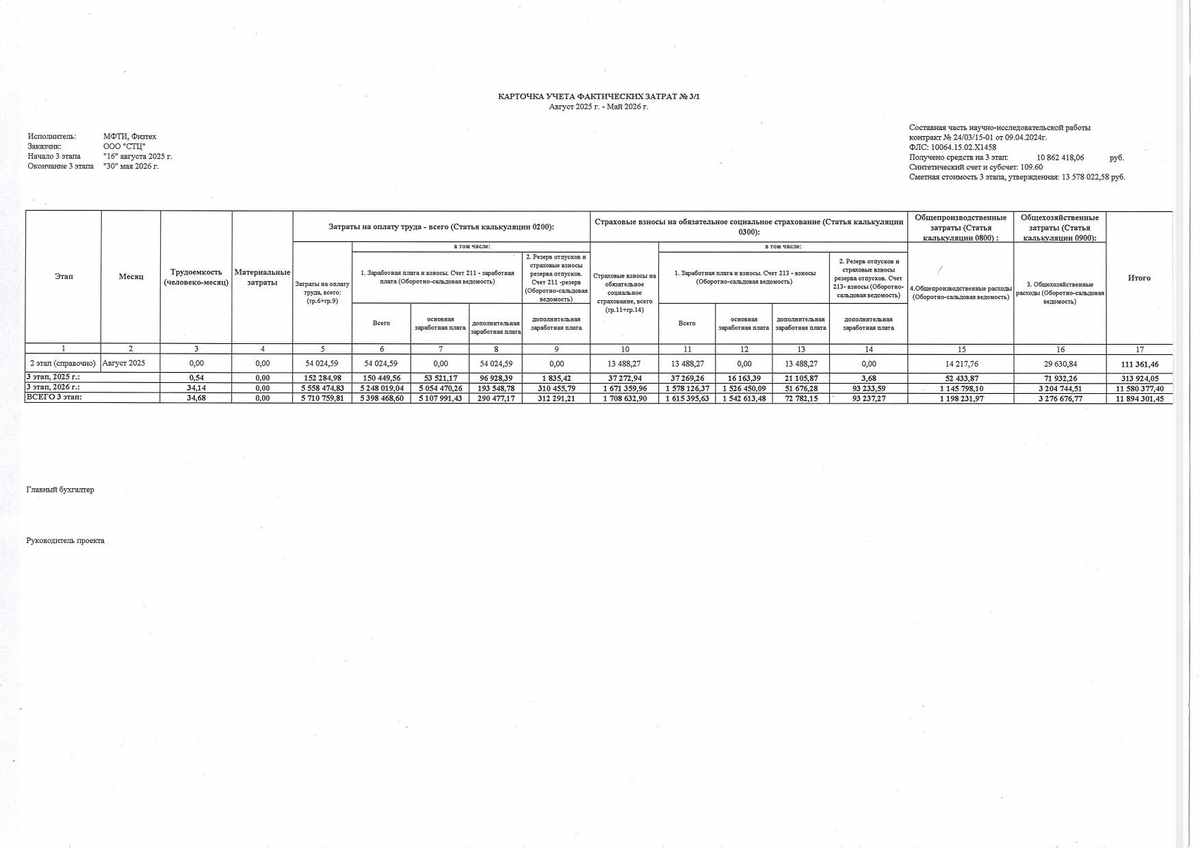 КАРТОЧКА УЧЕТА ФАКТИЧЕСКИХ ЗАТРАТ № 3/1
Август 2025 г. - Май 2026 г.
Исполнитель: МФТИ, Физтех
Заказчик: ООО "СТЦ"
Начало 3 этапа "16" августа 2025 г.
Окончание 3 этапа "30" мая 2026 г.
Составная часть научно-исследовательской работы
контракт № 24/03/15-01 от 09.04.2024г.
ФЛС: 10064.15.02.X1458
Получено средств на 3 этап: 10 862 418,06 руб.
Синтетический счет и субсчет: 109.60
Сметная стоимость 3 этапа, утвержденная: 13 578 022,58 руб.
Этап
Месяц
Трудоемкость
(человеко-месяц)
Материальные
затраты
Затраты на оплату труда - всего (Статья калькуляции 0200):
в том числе:
Затраты на оплату
труда, всего:
(гр.6+гр.9)
1. Заработная плата и взносы. Счет 211 - заработная
плата (Оборотно-сальдовая ведомость)
2. Резерв отпусков и
страховые взносы
резерва отпусков.
Счет 211 -резерв
(Оборотно-сальдовая
ведомость)
Всего
основная
заработная плата
дополнительная
заработная плата
дополнительная
заработная плата
Страховые взносы на обязательное социальное страхование (Статья калькуляции
0300):
в том числе:
Страховые взносы на
обязательное
социальное
страхование, всего
(гр.11+гр.14)
1. Заработная плата и взносы. Счет 213 - взносы
(Оборотно-сальдовая ведомость)
2. Резерв отпусков и
страховые взносы
резерва отпусков. Счет
213- взносы (Оборотно-
сальдовая ведомость)
Всего
основная
заработная плата
дополнительная
заработная плата
дополнительная
заработная плата
Общепроизводственные
затраты (Статья
калькуляции 0800) :
4.Общепроизводственные расходы
(Оборотно-сальдовая ведомость)
Общехозяйственные
затраты (Статья
калькуляции 0900):
3. Общехозяйственные
расходы (Оборотно-сальдовая
ведомость)
Итого
1 2 3 4 5 6 7 8 9 10 11 12 13 14 15 16 17
2 этап (справочно) Август 2025 0,00 0,00 54 024,59 54 024,59 0,00 54 024,59 0,00 13 488,27 13 488,27 0,00 13 488,27 0,00 14 217,76 29 630,84 111 361,46
3 этап, 2025 г.: 0,54 0,00 152 284,98 150 449,56 53 521,17 96 928,39 1 835,42 37 272,94 37 269,26 16 163,39 21 105,87 3,68 52 433,87 71 932,26 313 924,05
3 этап, 2026 г.: 34,14 0,00 5 558 474,83 5 248 019,04 5 054 470,26 193 548,78 310 455,79 1 671 359,96 1 578 126,37 1 526 450,09 51 676,28 93 233,59 1 145 798,10 3 204 744,51 11 580 377,40
ВСЕГО 3 этап: 34,68 0,00 5 710 759,81 5 398 468,60 5 107 991,43 290 477,17 312 291,21 1 708 632,90 1 615 395,63 1 542 613,48 72 782,15 93 237,27 1 198 231,97 3 276 676,77 11 894 301,45
Главный бухгалтер
Руководитель проекта